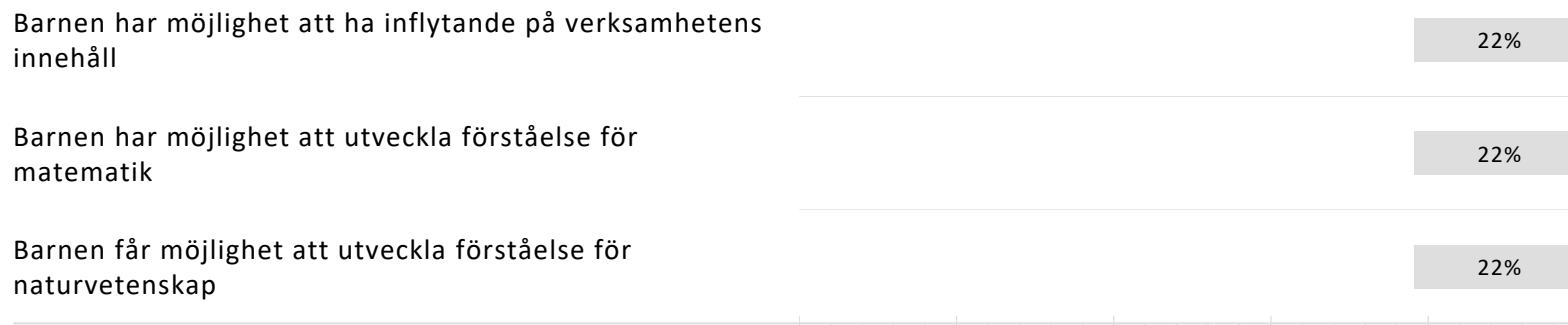 Barnen har möjlighet att ha inflytande på verksamhetens
innehåll
22%
Barnen har möjlighet att utveckla förståelse för
matematik
22%
Barnen får möjlighet att utveckla förståelse för
naturvetenskap
22%